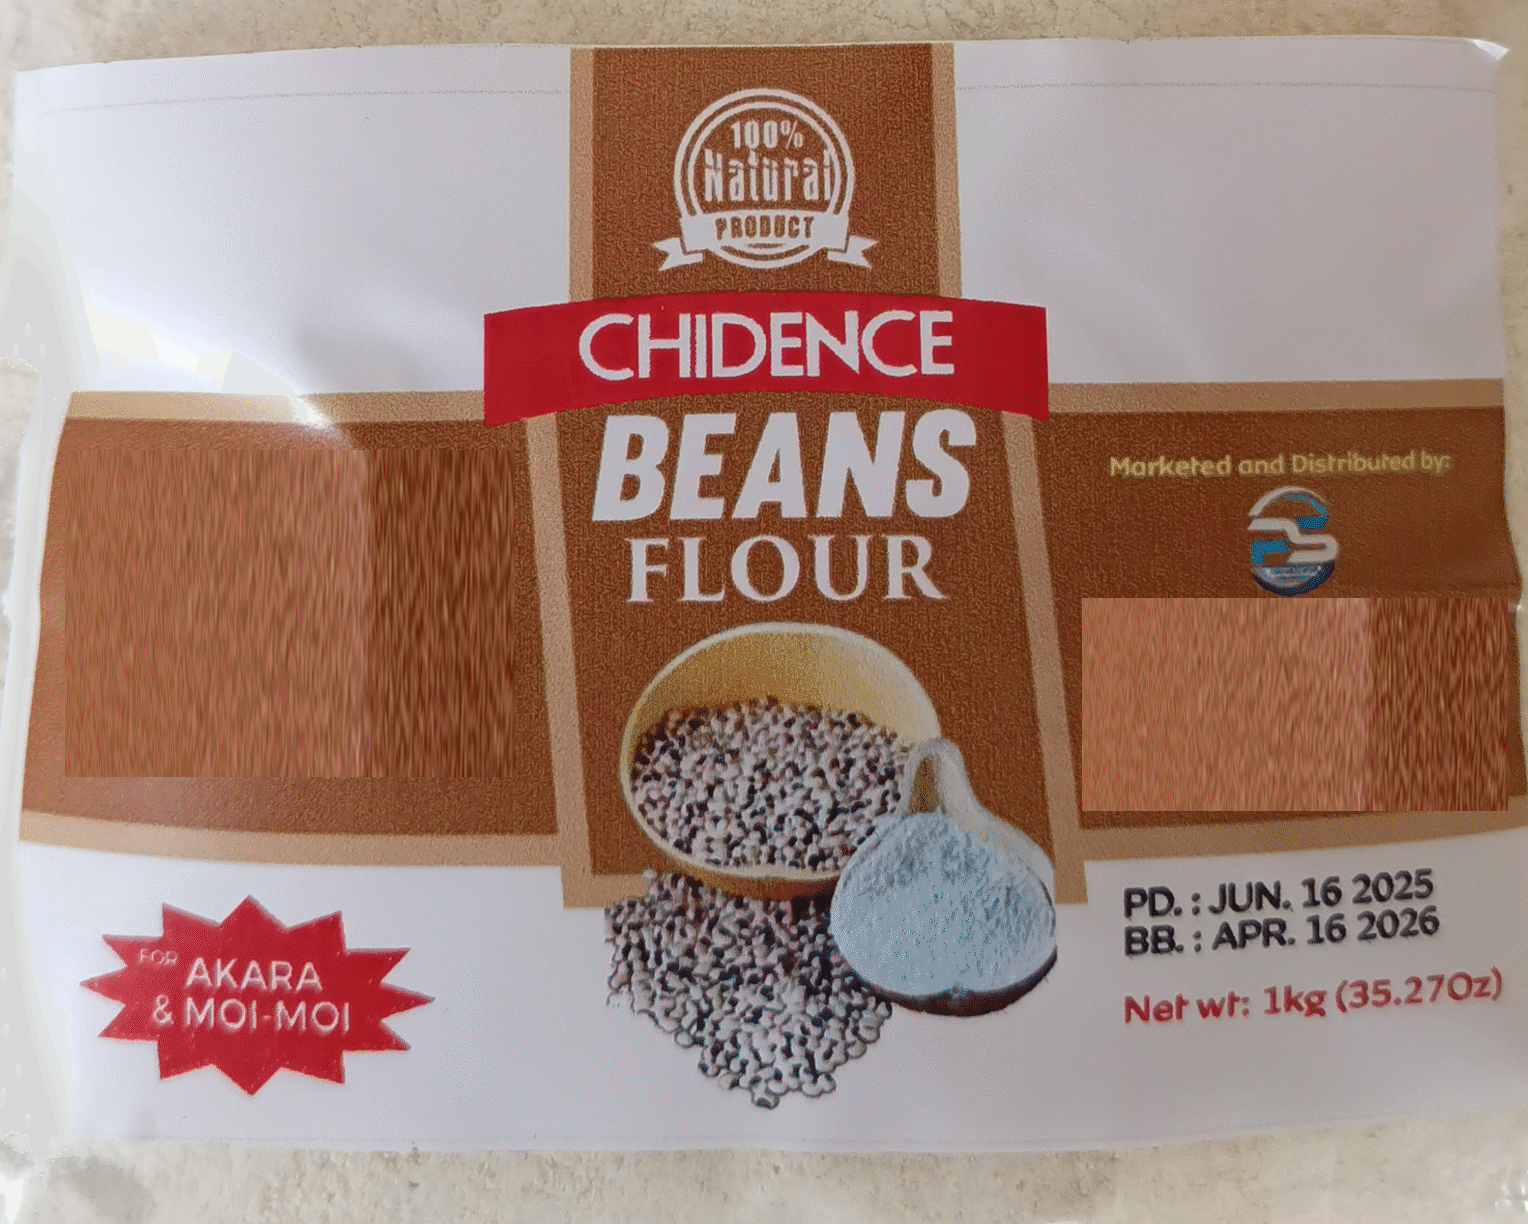 100%
Natural
PRODUCT
CHIDENCE
BEANS
FLOUR
Marketed and Distributed by:
PS
FOR
AKARA
& MOI-MOI
PD. : JUN. 16 2025
BB. : APR. 16 2026
Net wt: 1kg (35.27Oz)